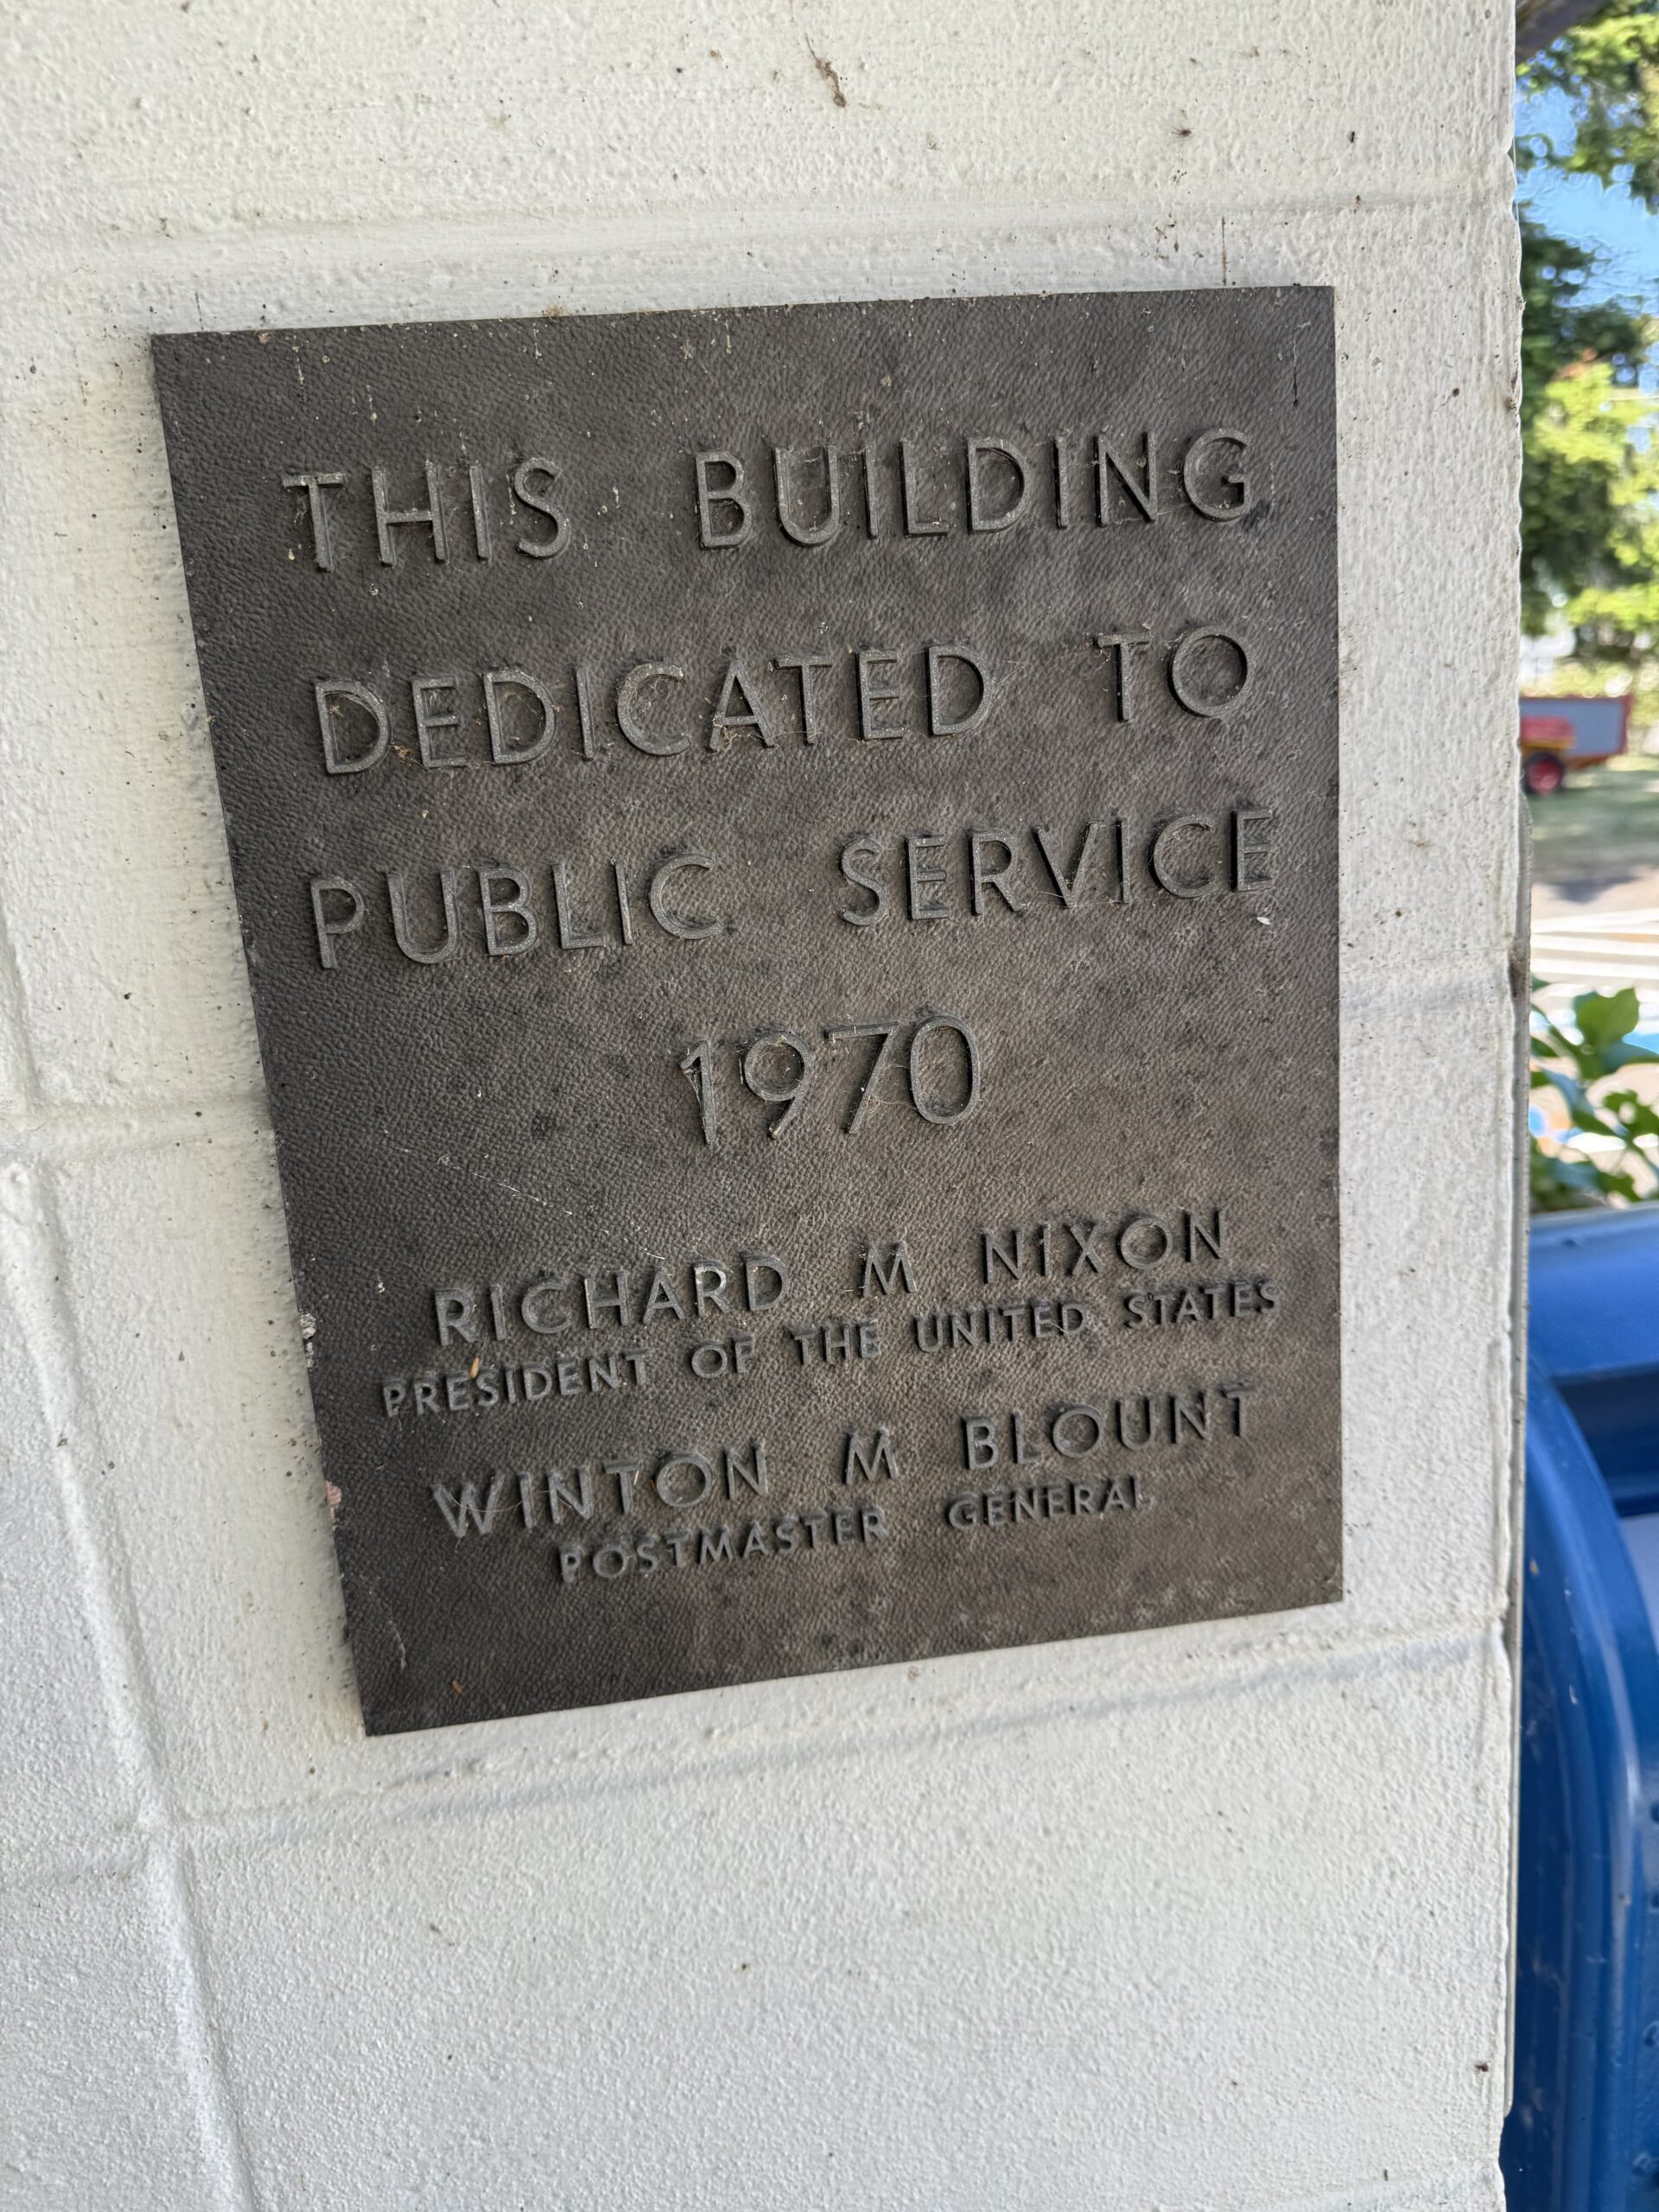 THIS BUILDING
DEDICATED TO
PUBLIC SERVICE
1970
RICHARD M NIXON
PRESIDENT OF THE UNITED STATES
WINTON M BLOUNT
POSTMASTER GENERAL